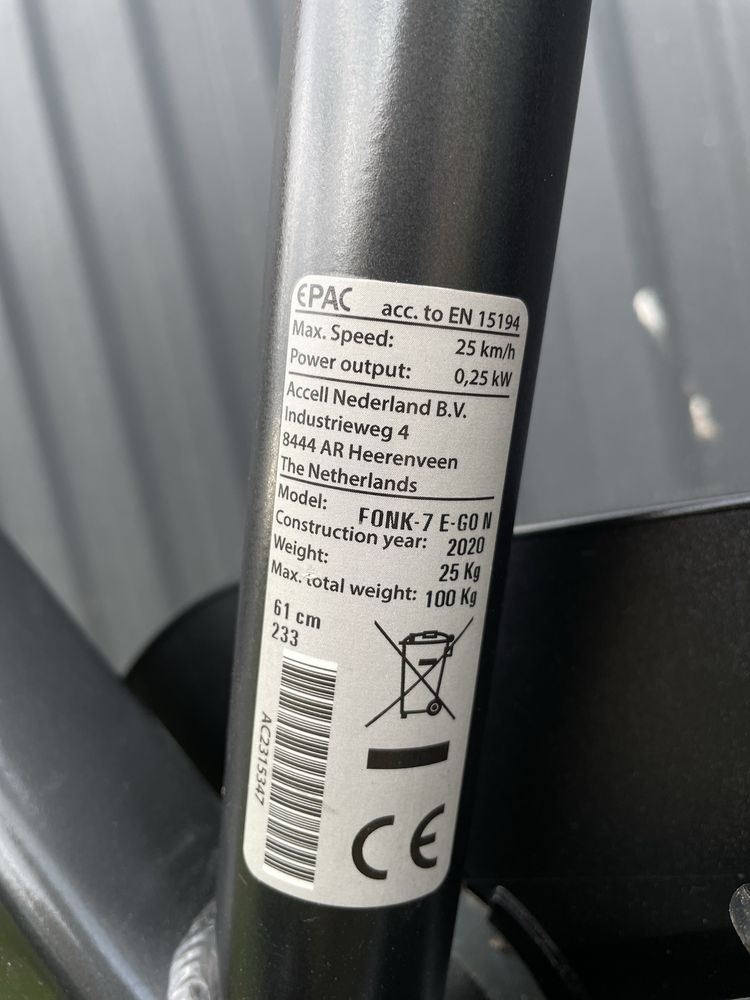 EPAC acc. to EN 15194
Max. Speed: 25 km/h
Power output: 0,25 kW
Accell Nederland B.V.
Industrieweg 4
8444 AR Heerenveen
The Netherlands
Model: FONK-7 E-GO N
Construction year: 2020
Weight: 25 Kg
Max. total weight: 100 Kg
61 cm
233
AC2315347
CE